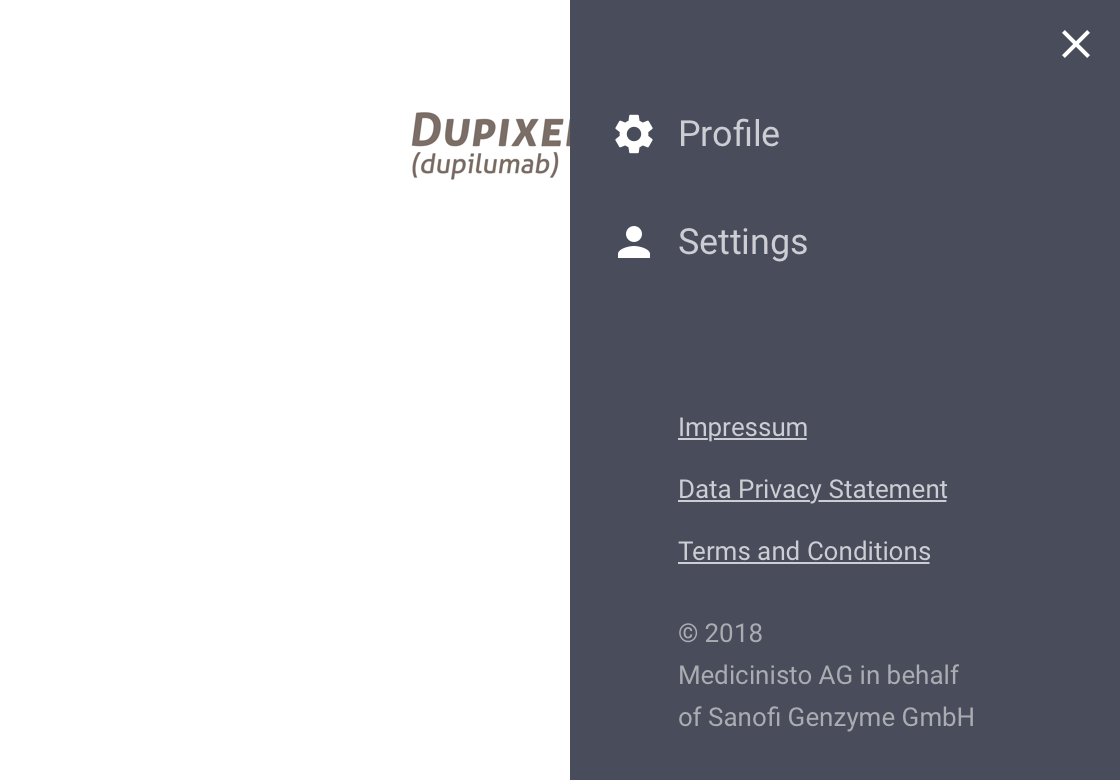 DUPIXE
(dupilumab)
Profile
Settings
Impressum
Data Privacy Statement
Terms and Conditions
© 2018
Medicinisto AG in behalf
of Sanofi Genzyme GmbH